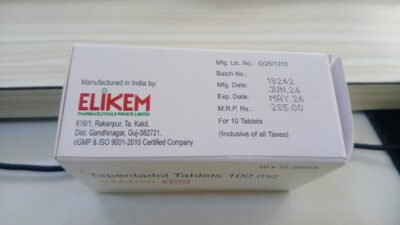 Manufactured in India by:
ELIKEM
PHARMACEUTICALS PRIVATE LIMITED
816/1, Rakanpur, Ta. Kalol,
Dist. Gandhinagar, Guj-382721.
cGMP & ISO 9001-2015 Certified Company
Mfg. Lic. No.: G/25/1210
Batch No.: 13242
Mfg. Date: JUN.24
Exp. Date: MAY.26
M.R.P. Rs.: 285.00
For 10 Tablets
(Inclusive of all Taxes)
10 x 10 Tablets
Tapentadol Tablets 100 mg